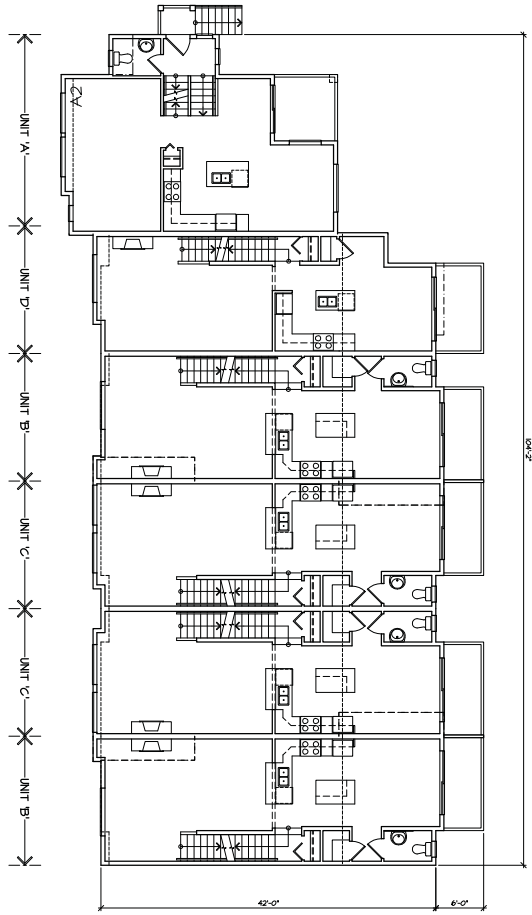 A2
UNIT 'A'
UNIT 'D'
UNIT 'B'
UNIT 'C'
UNIT 'C'
UNIT 'B'
104'-2"
42'-0"
6'-0"